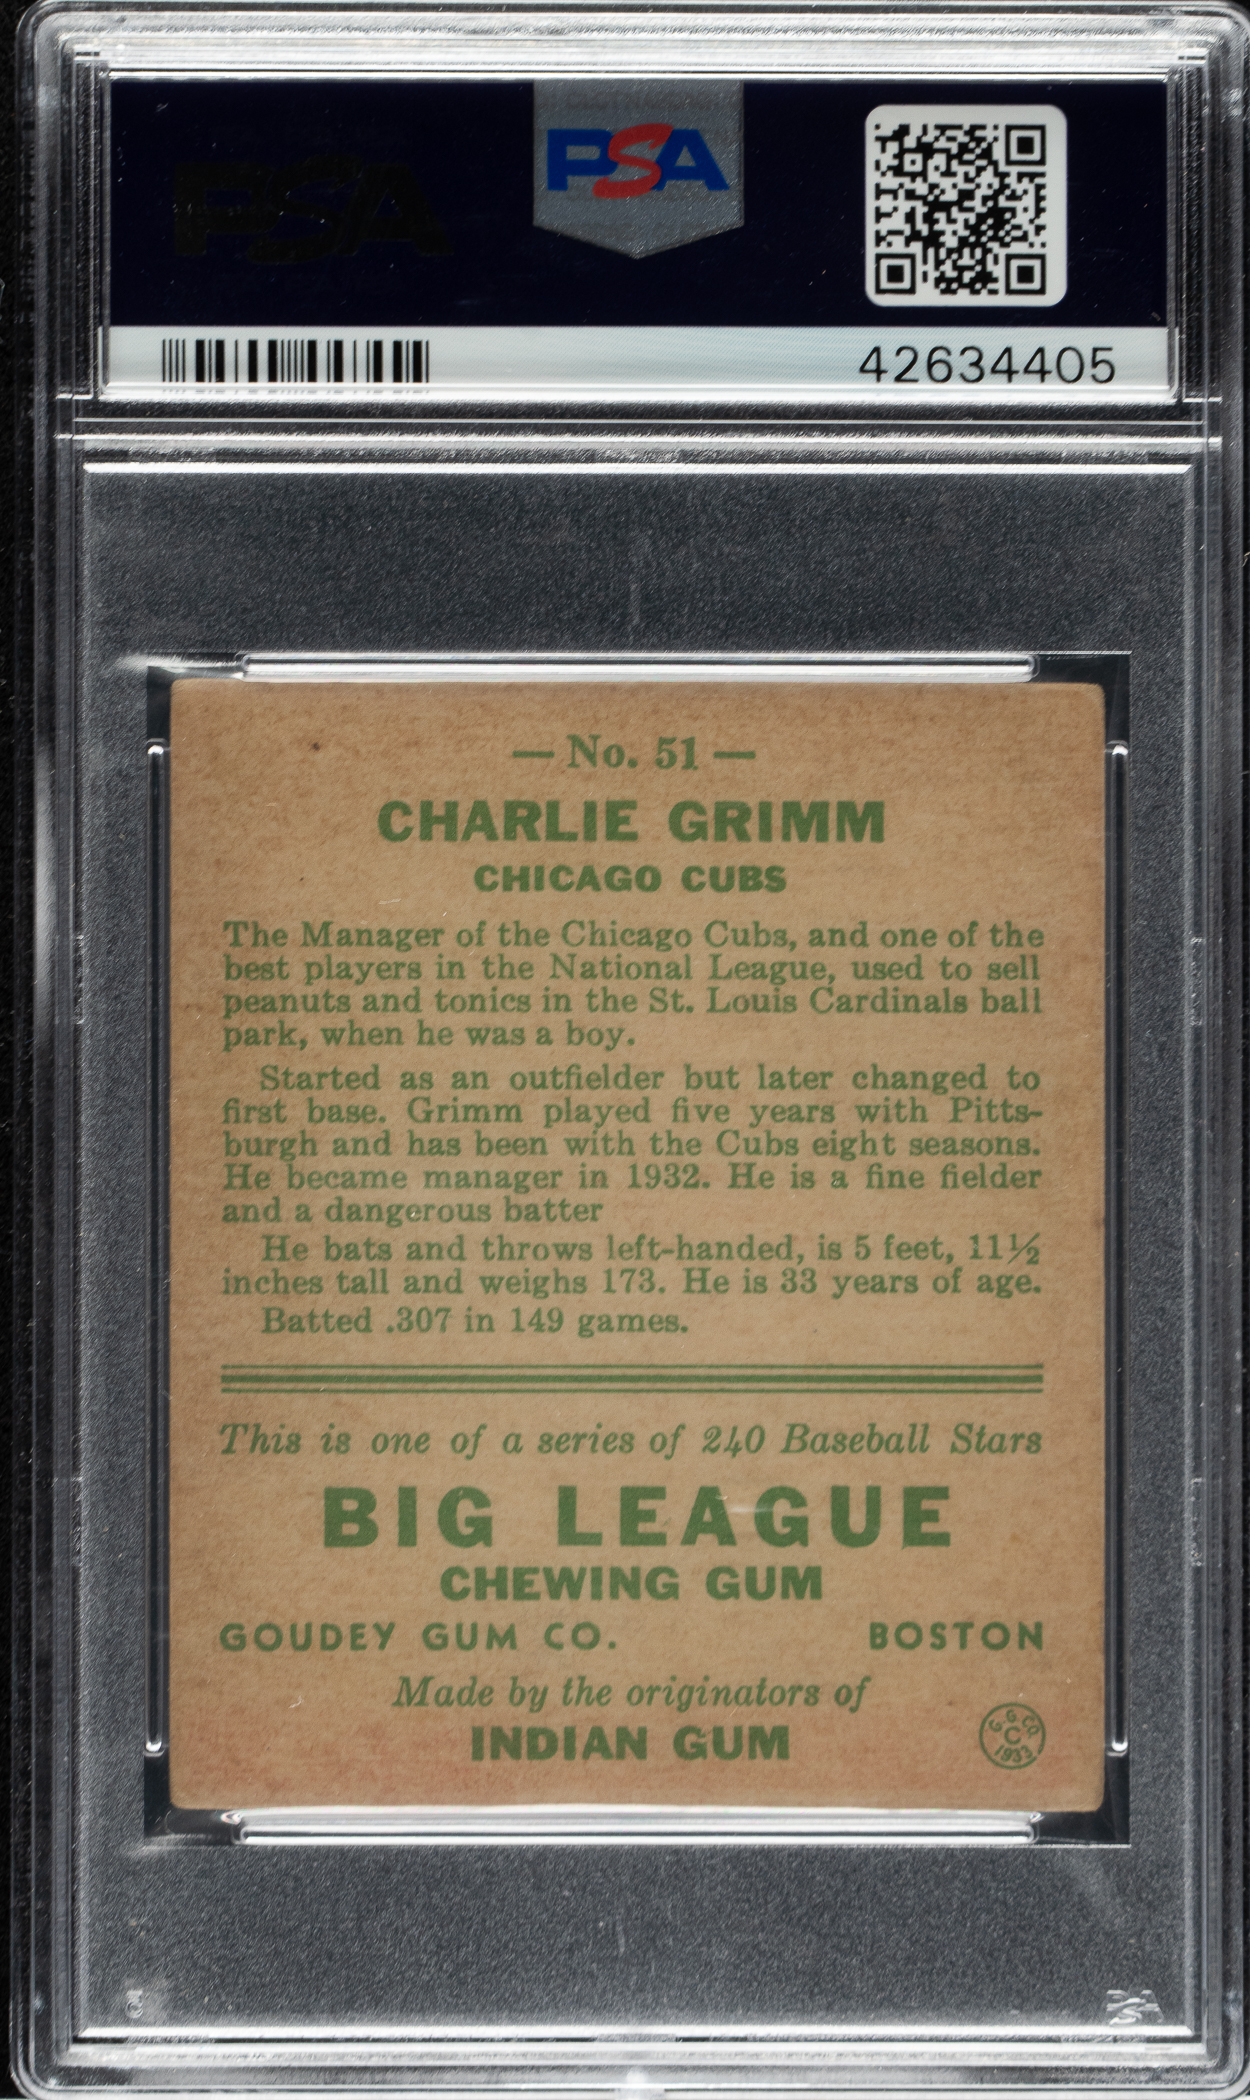 PSA
PSA
42634405
— No. 51 —
CHARLIE GRIMM
CHICAGO CUBS
The Manager of the Chicago Cubs, and one of the
best players in the National League, used to sell
peanuts and tonics in the St. Louis Cardinals ball
park, when he was a boy.
Started as an outfielder but later changed to
first base. Grimm played five years with Pitts-
burgh and has been with the Cubs eight seasons.
He became manager in 1932. He is a fine fielder
and a dangerous batter
He bats and throws left-handed, is 5 feet, 11½
inches tall and weighs 173. He is 33 years of age.
Batted .307 in 149 games.
This is one of a series of 240 Baseball Stars
BIG LEAGUE
CHEWING GUM
GOUDEY GUM CO. BOSTON
Made by the originators of
INDIAN GUM
G. G. CO.
C
1933
PSA